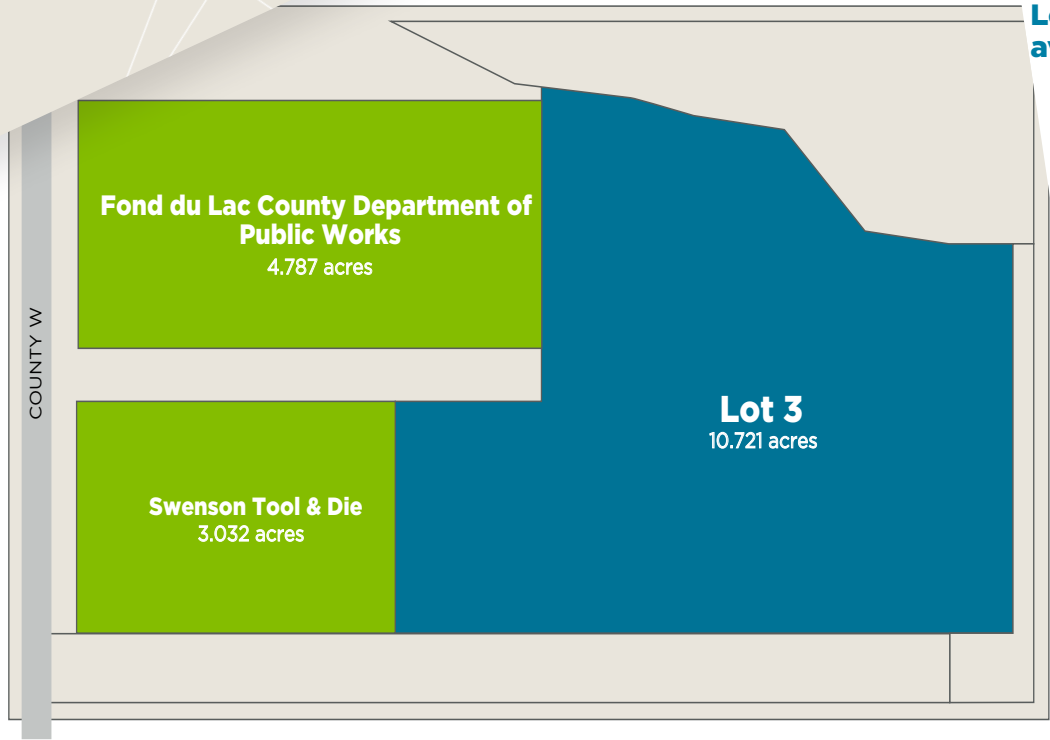 Fond du Lac County Department of
Public Works
4.787 acres
COUNTY W
Lot 3
10.721 acres
Swenson Tool & Die
3.032 acres